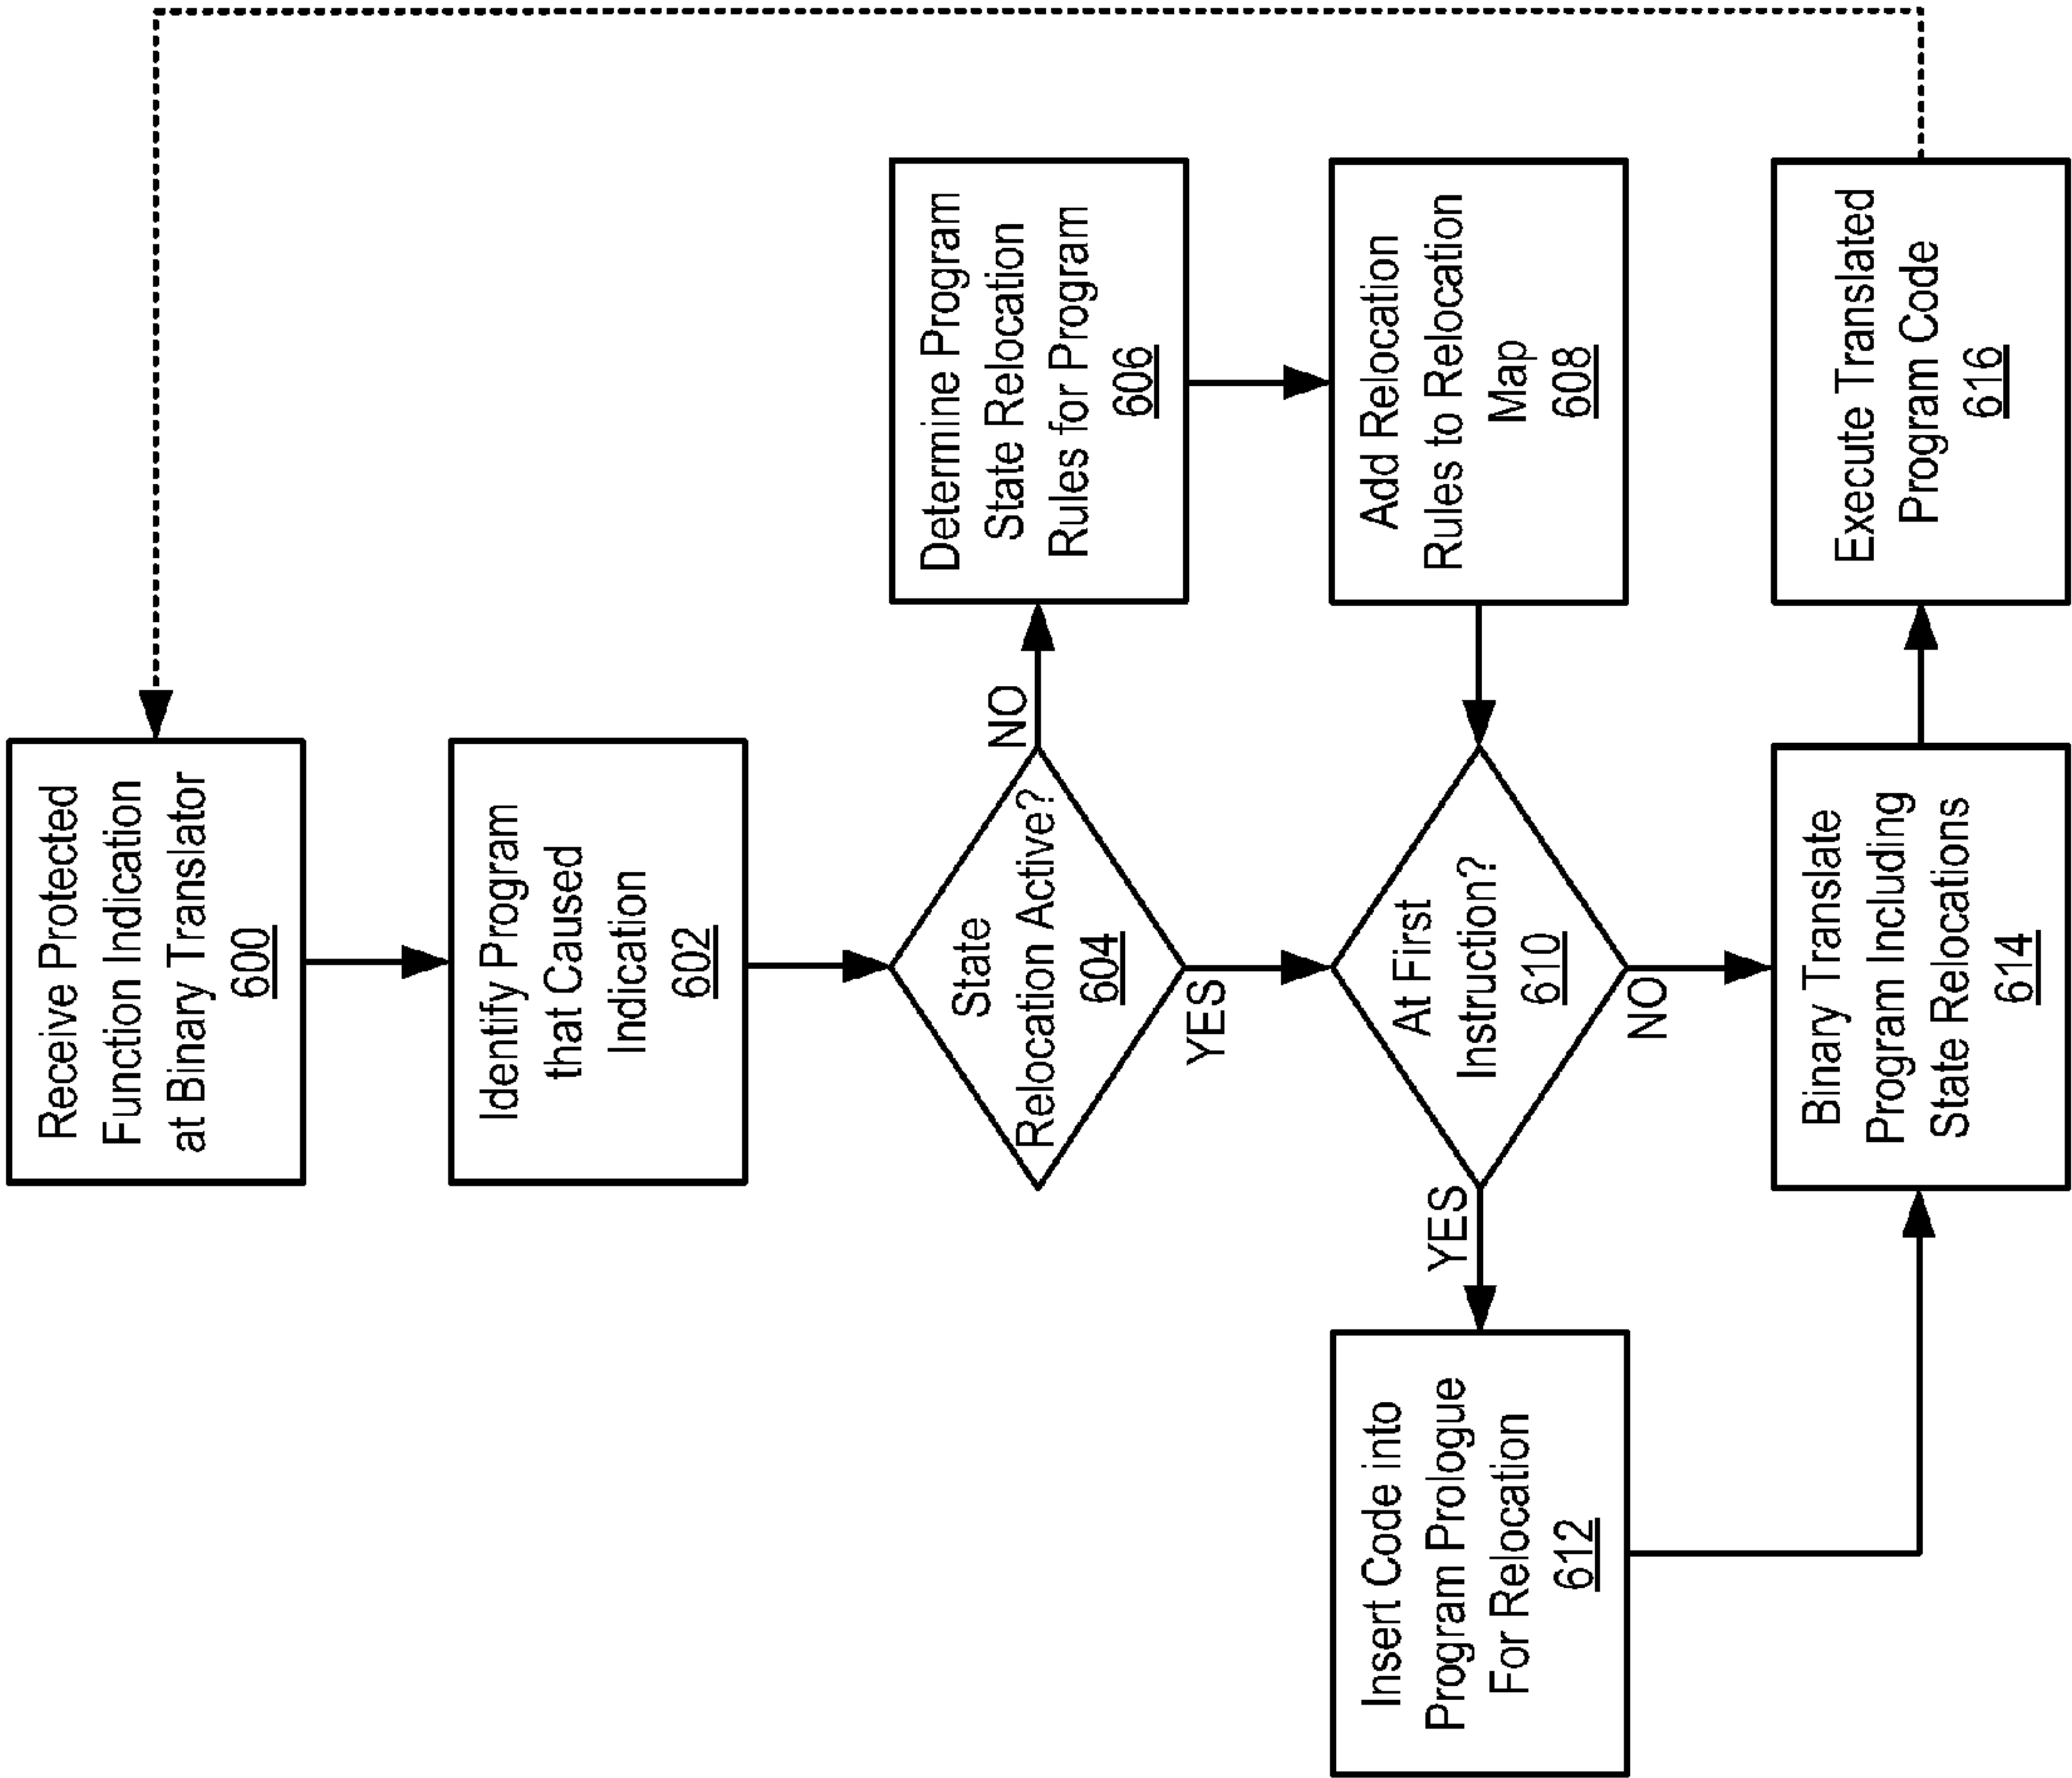 Receive Protected
Function Indication
at Binary Translator
600
Identify Program
that Caused
Indication
602
State
Relocation Active?
604
NO
YES
Determine Program
State Relocation
Rules for Program
606
Add Relocation
Rules to Relocation
Map
608
At First
Instruction?
610
YES
NO
Insert Code into
Program Prologue
For Relocation
612
Binary Translate
Program Including
State Relocations
614
Execute Translated
Program Code
616